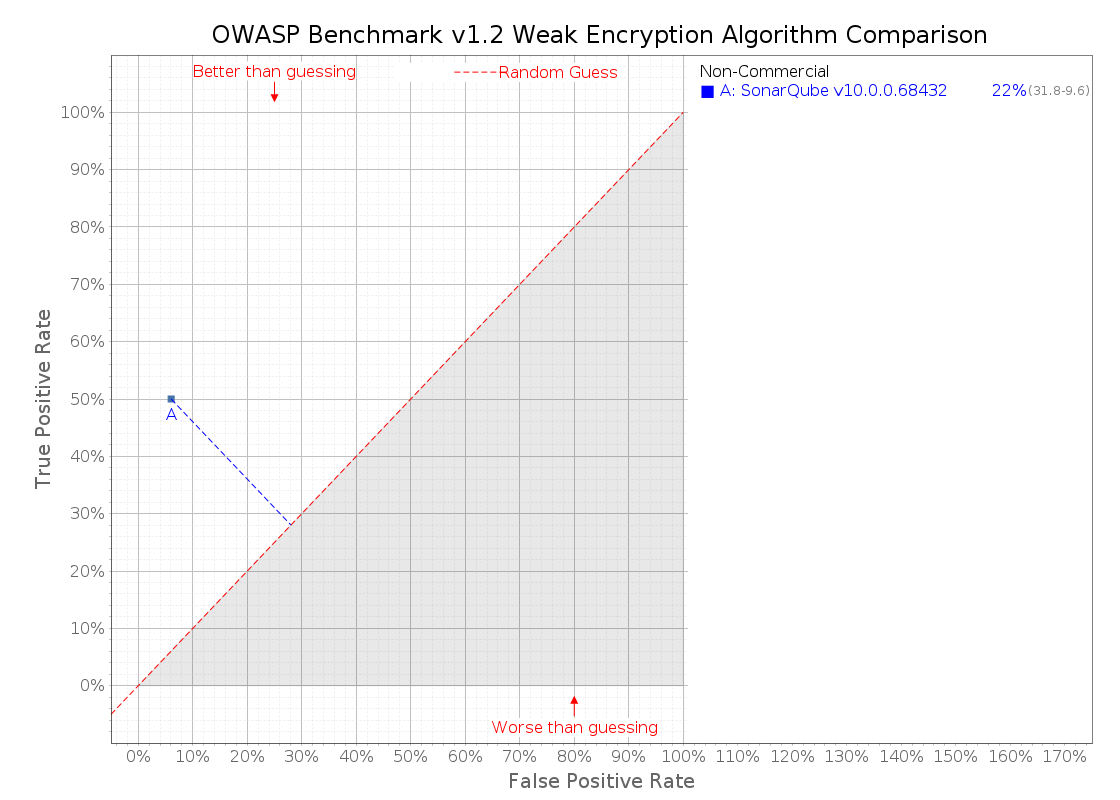 OWASP Benchmark v1.2 Weak Encryption Algorithm Comparison
Better than guessing
Random Guess
Non-Commercial
A: SonarQube v10.0.0.68432 22% (31.8-9.6)
100%
90%
80%
70%
60%
50%
40%
30%
20%
10%
0%
True Positive Rate
A
Worse than guessing
0% 10% 20% 30% 40% 50% 60% 70% 80% 90% 100% 110% 120% 130% 140% 150% 160% 170%
False Positive Rate